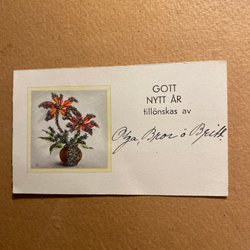 GOTT
NYTT ÅR
tillönskas av
Olga, Bror o Britt.